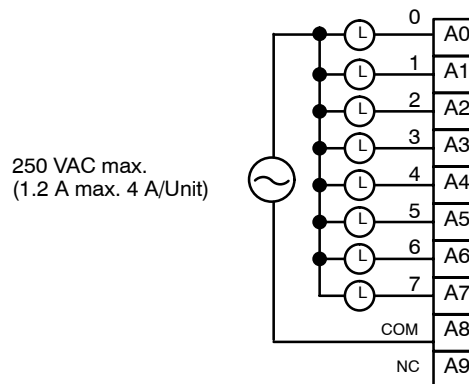 0 L A0
1 L A1
2 L A2
3 L A3
250 VAC max.
(1.2 A max. 4 A/Unit)
4 L A4
5 L A5
6 L A6
7 L A7
COM A8
NC A9